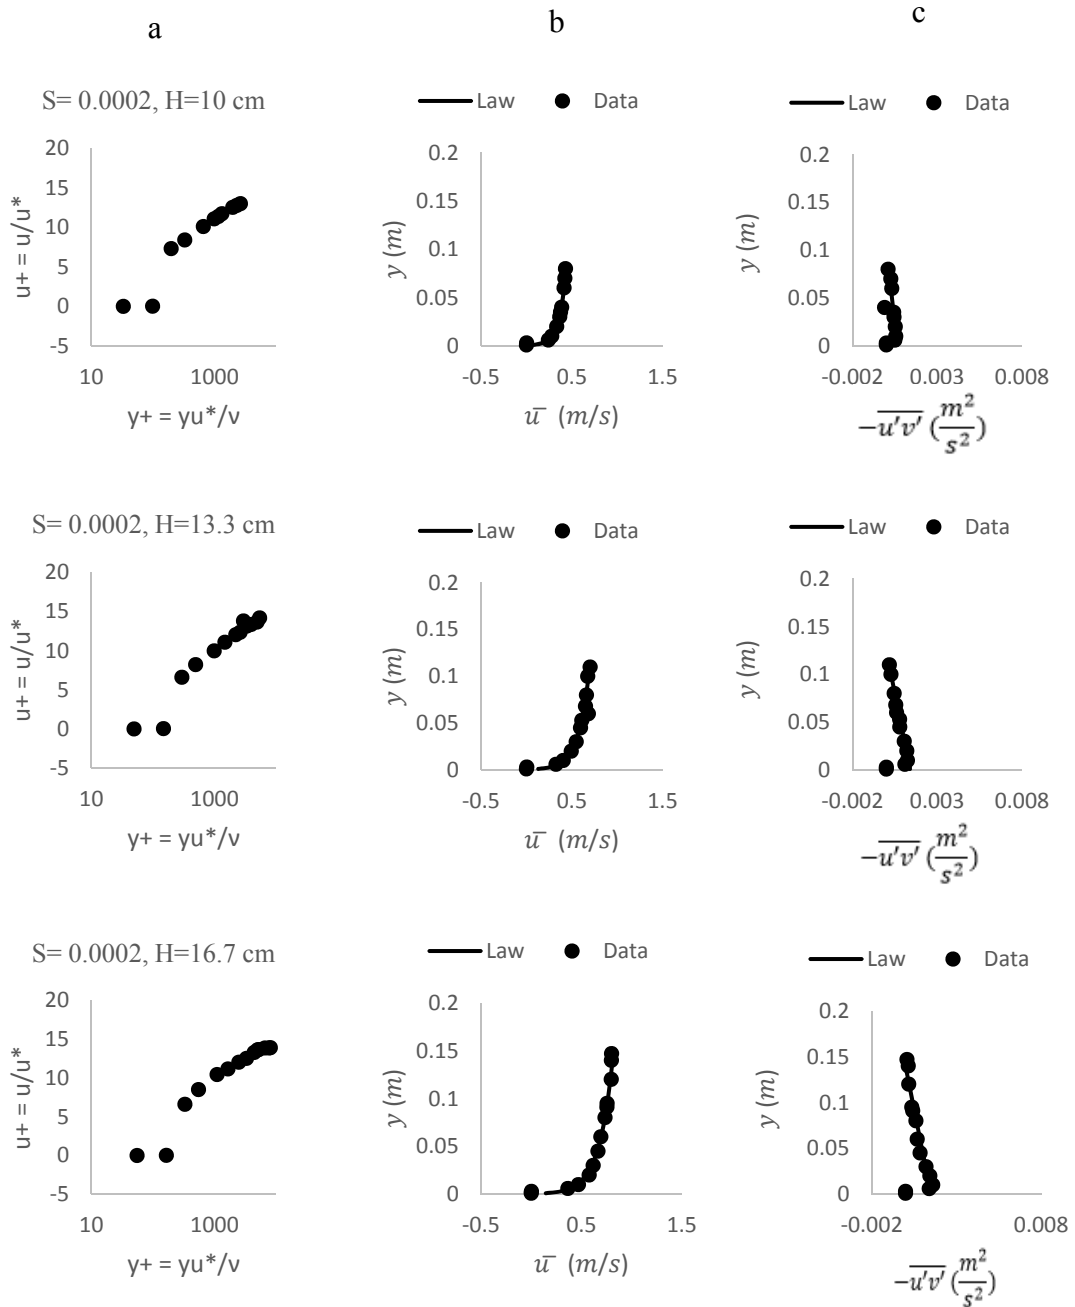 a
b
c
S= 0.0002, H=10 cm
Law
Data
Law
Data
u+ = u/u*
20
15
10
5
0
-5
10
1000
y+ = yu*/ν
y (m)
0.2
0.15
0.1
0.05
0
-0.5
0.5
1.5
u̅ (m/s)
y (m)
0.2
0.15
0.1
0.05
0
-0.002
0.003
0.008
−u′v′ (m²/s²)
S= 0.0002, H=13.3 cm
Law
Data
Law
Data
u+ = u/u*
20
15
10
5
0
-5
10
1000
y+ = yu*/ν
y (m)
0.2
0.15
0.1
0.05
0
-0.5
0.5
1.5
u̅ (m/s)
y (m)
0.2
0.15
0.1
0.05
0
-0.002
0.003
0.008
−u′v′ (m²/s²)
S= 0.0002, H=16.7 cm
Law
Data
Law
Data
u+ = u/u*
20
15
10
5
0
-5
10
1000
y+ = yu*/ν
y (m)
0.2
0.15
0.1
0.05
0
-0.5
0.5
1.5
u̅ (m/s)
y (m)
0.2
0.15
0.1
0.05
0
-0.002
0.008
−u′v′ (m²/s²)